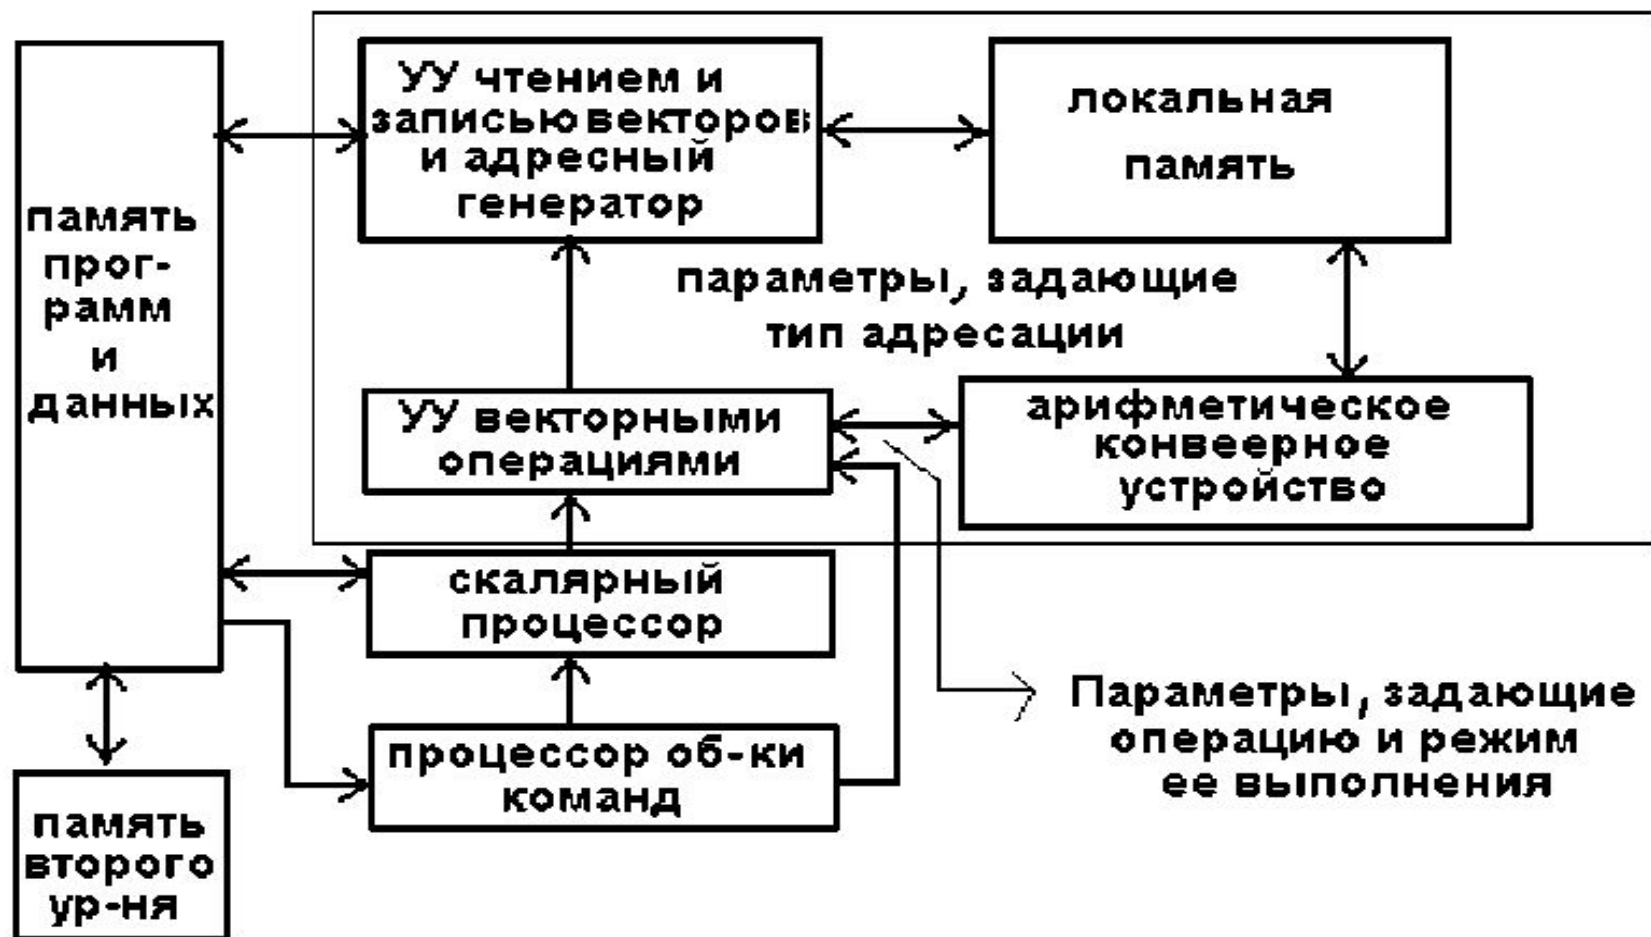 память
прог-
рамм
и
данных
память
второго
ур-ня
УУ чтением и
записью векторов
и адресный
генератор
локальная
память
параметры, задающие
тип адресации
УУ векторными
операциями
арифметическое
конвеерное
устройство
скалярный
процессор
процессор об-ки
команд
Параметры, задающие
операцию и режим
ее выполнения